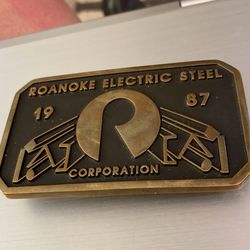 ROANOKE ELECTRIC STEEL
19 87
R
CORPORATION